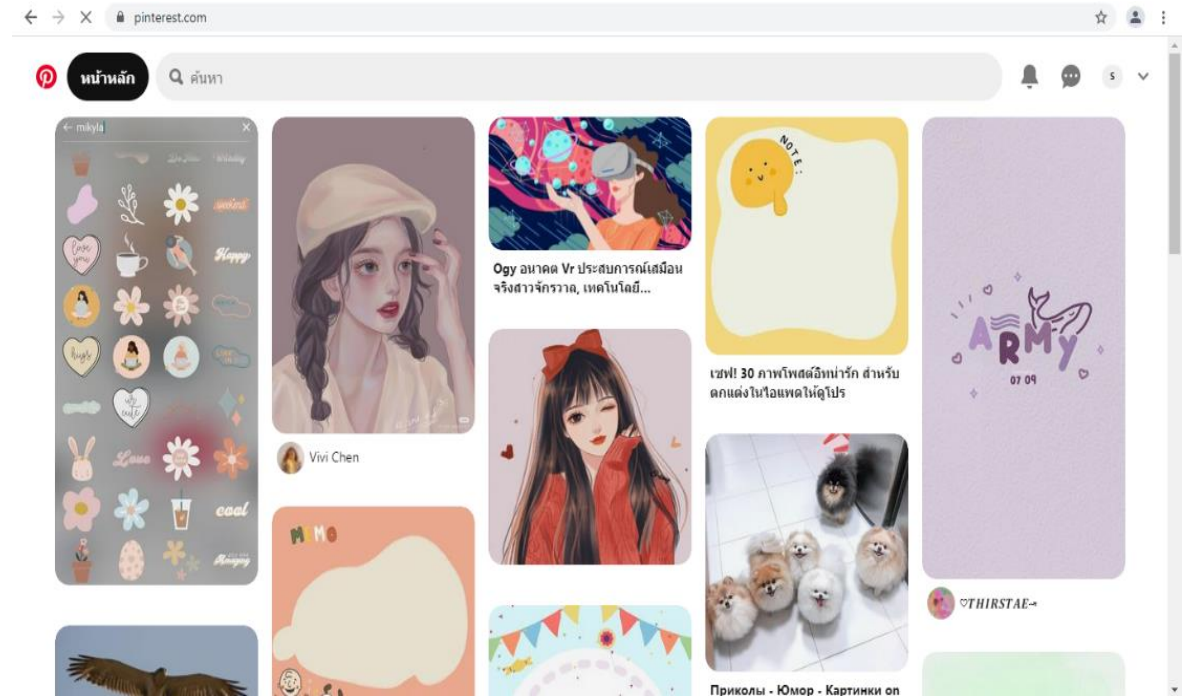 pinterest.com
หน้าหลัก
ค้นหา
S
mikyla
weekend
love you
Happy
hugs
ur cute
Love
cool
Amazing
Vivi Chen
MEMO
Ogy อนาคต Vr ประสบการณ์เสมือน
จริงสาวจักรวาล, เทคโนโลยี...
NOTE:
เซฟ! 30 ภาพโพสต์อิทน่ารัก สำหรับ
ตกแต่งในไอแพดให้ดูโปร
Приколы - Юмор - Картинки on
ARMY
07 09
♡THIRSTAE